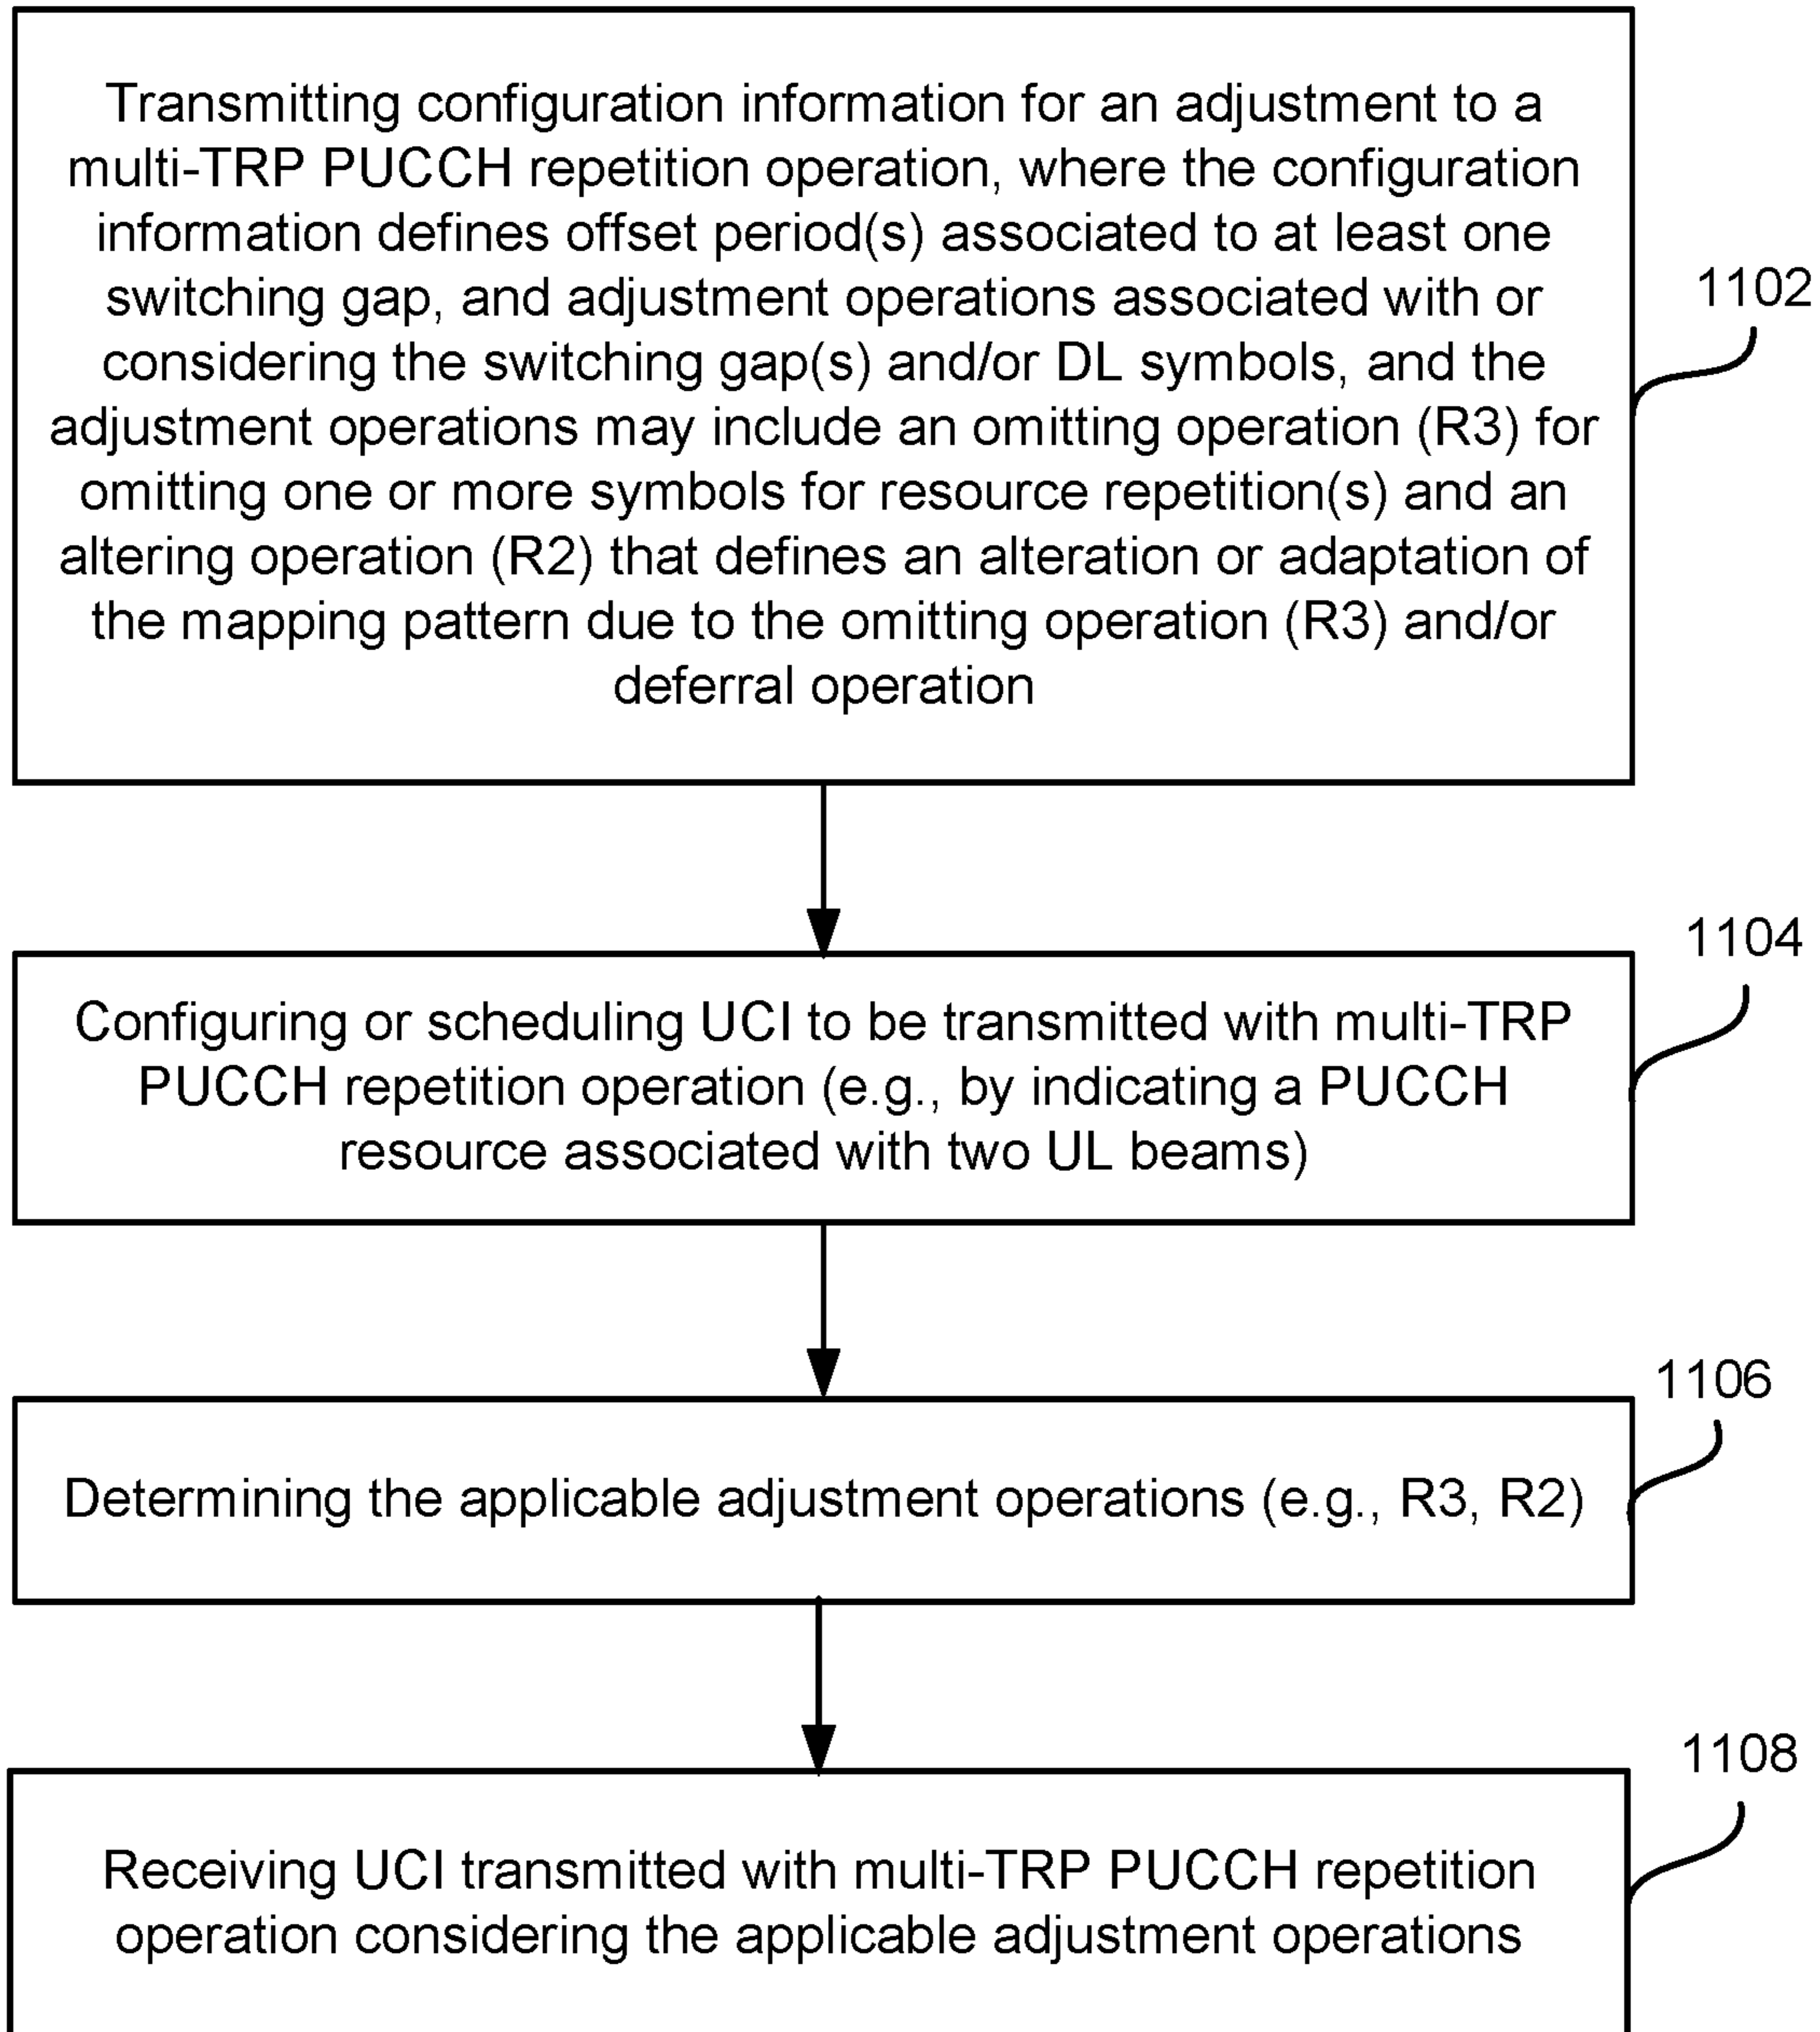 Transmitting configuration information for an adjustment to a
multi-TRP PUCCH repetition operation, where the configuration
information defines offset period(s) associated to at least one
switching gap, and adjustment operations associated with or
considering the switching gap(s) and/or DL symbols, and the
adjustment operations may include an omitting operation (R3) for
omitting one or more symbols for resource repetition(s) and an
altering operation (R2) that defines an alteration or adaptation of
the mapping pattern due to the omitting operation (R3) and/or
deferral operation
1102
1104
Configuring or scheduling UCI to be transmitted with multi-TRP
PUCCH repetition operation (e.g., by indicating a PUCCH
resource associated with two UL beams)
1106
Determining the applicable adjustment operations (e.g., R3, R2)
1108
Receiving UCI transmitted with multi-TRP PUCCH repetition
operation considering the applicable adjustment operations